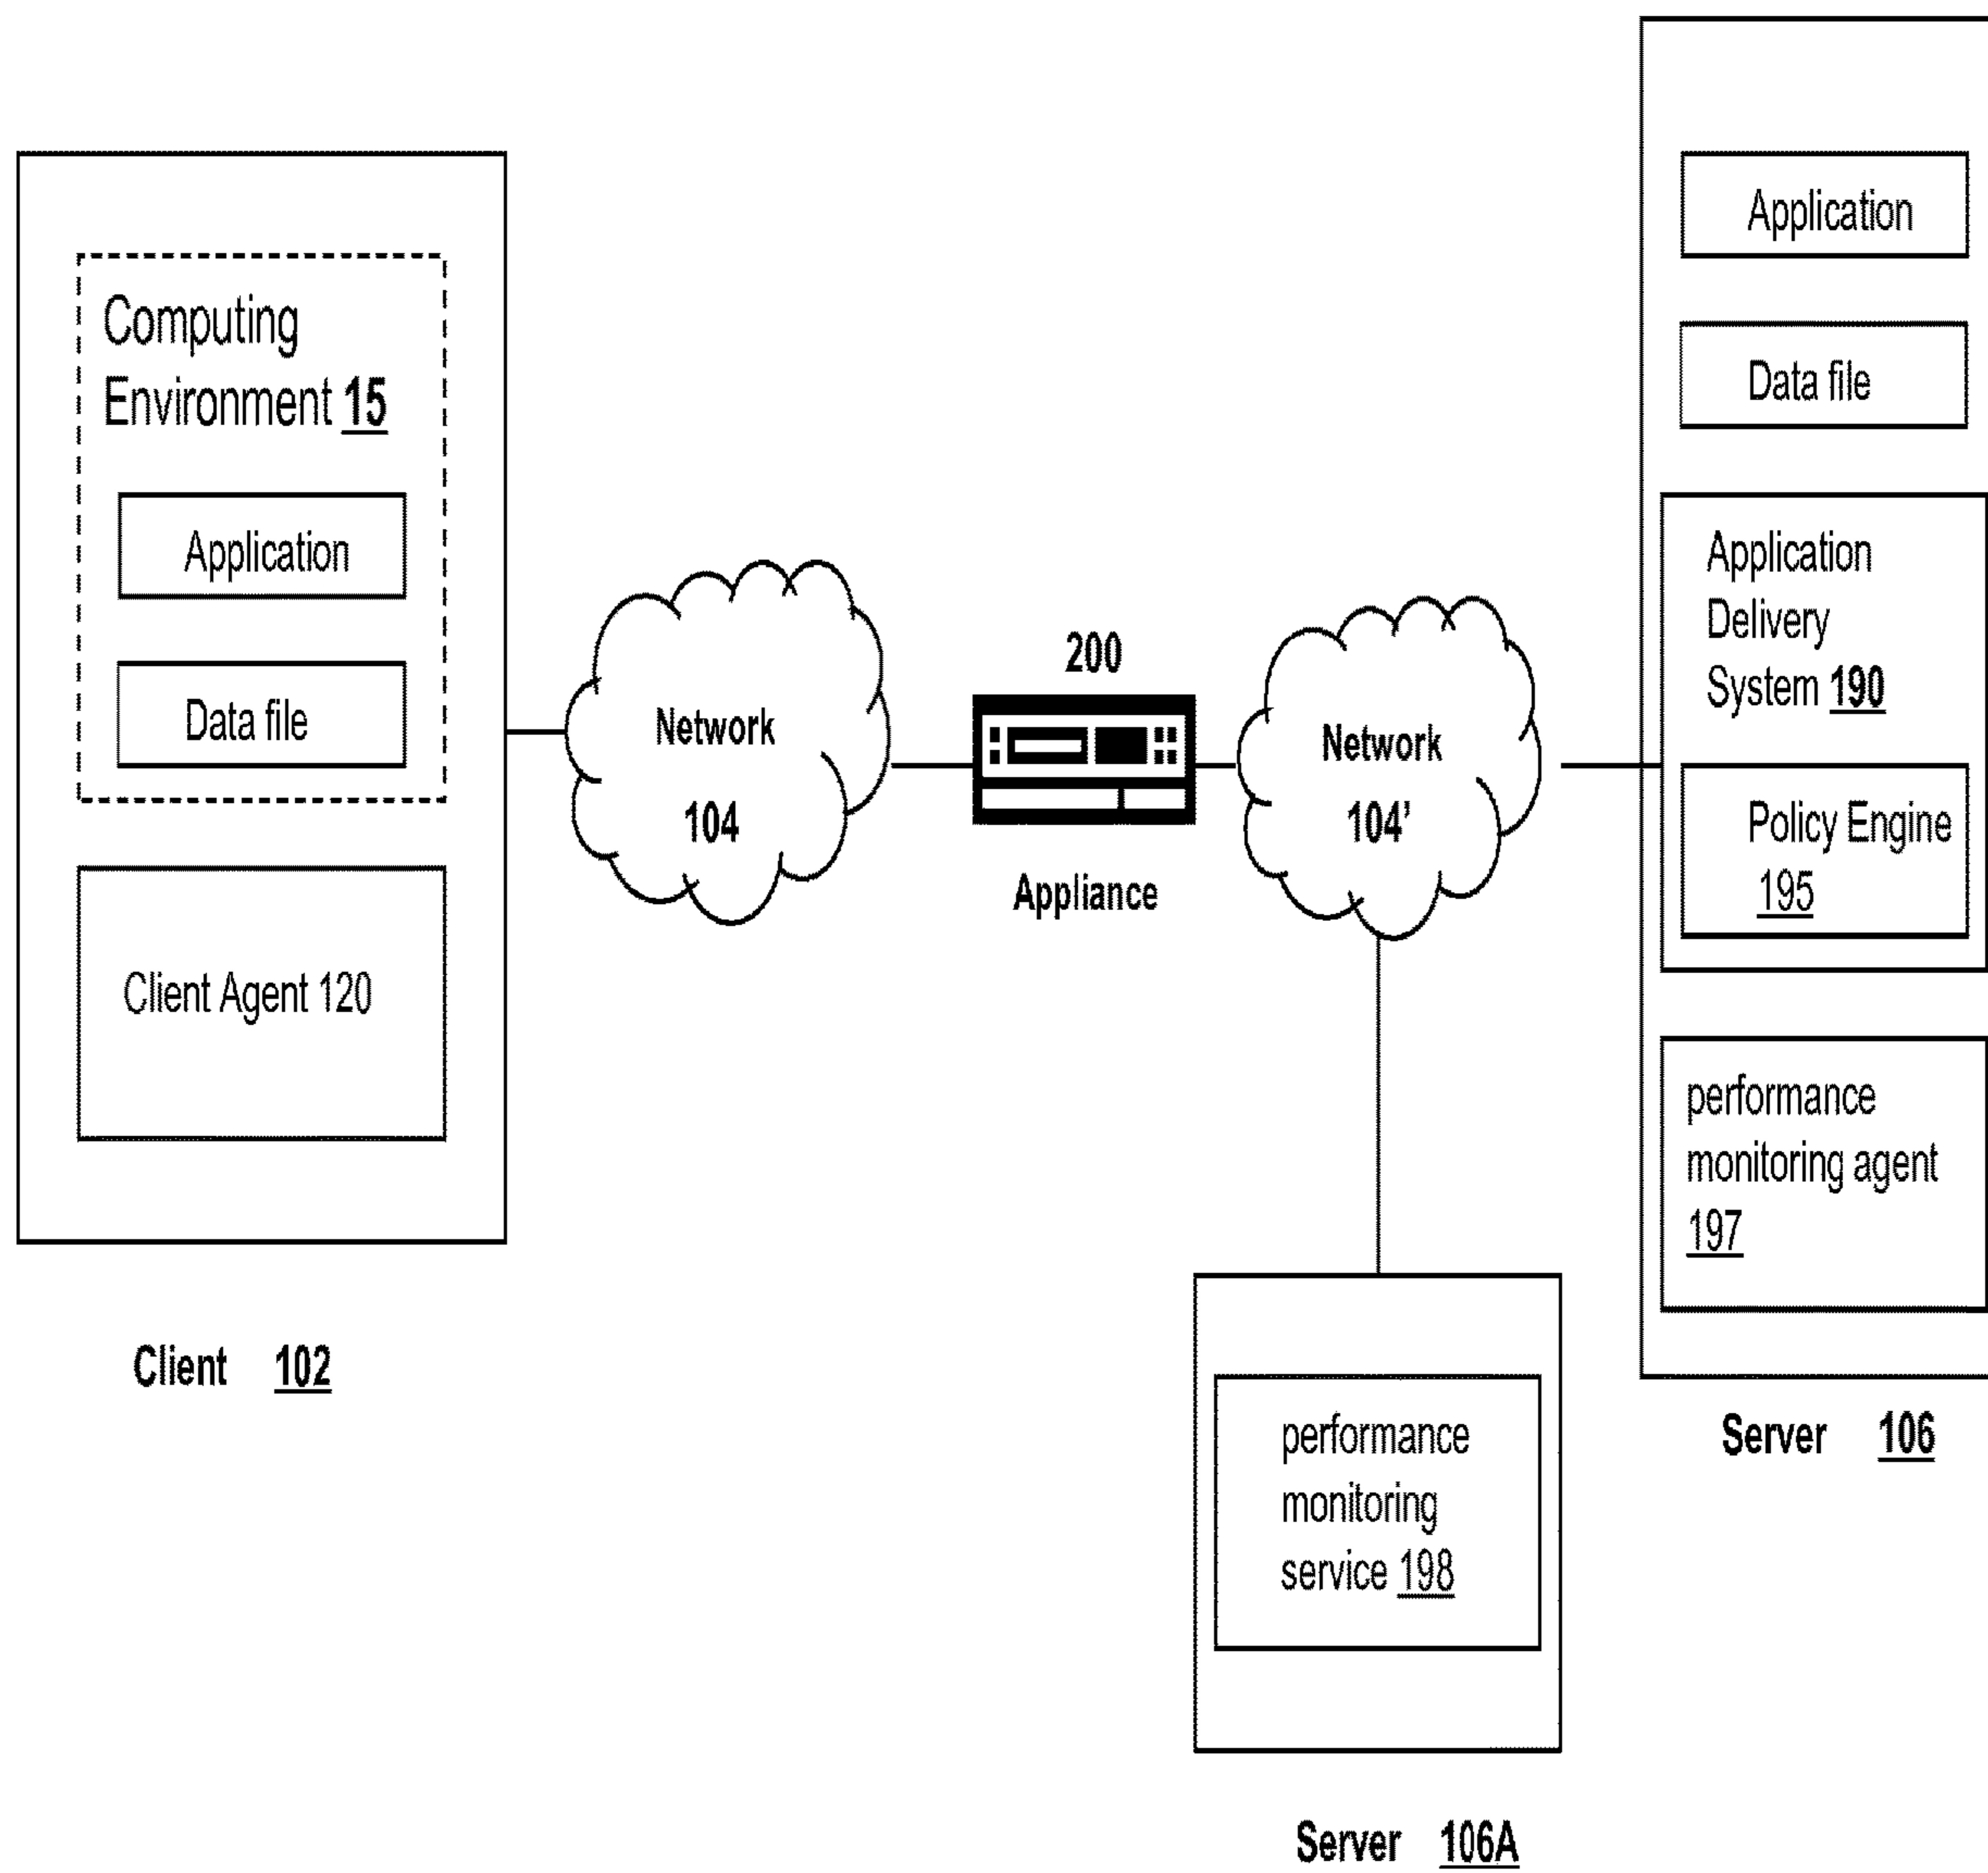 Computing
Environment 15
Application
Data file
Client Agent 120
Client 102
Network
104
200
Appliance
Network
104'
performance
monitoring
service 198
Server 106A
Application
Data file
Application
Delivery
System 190
Policy Engine
195
performance
monitoring agent
197
Server 106